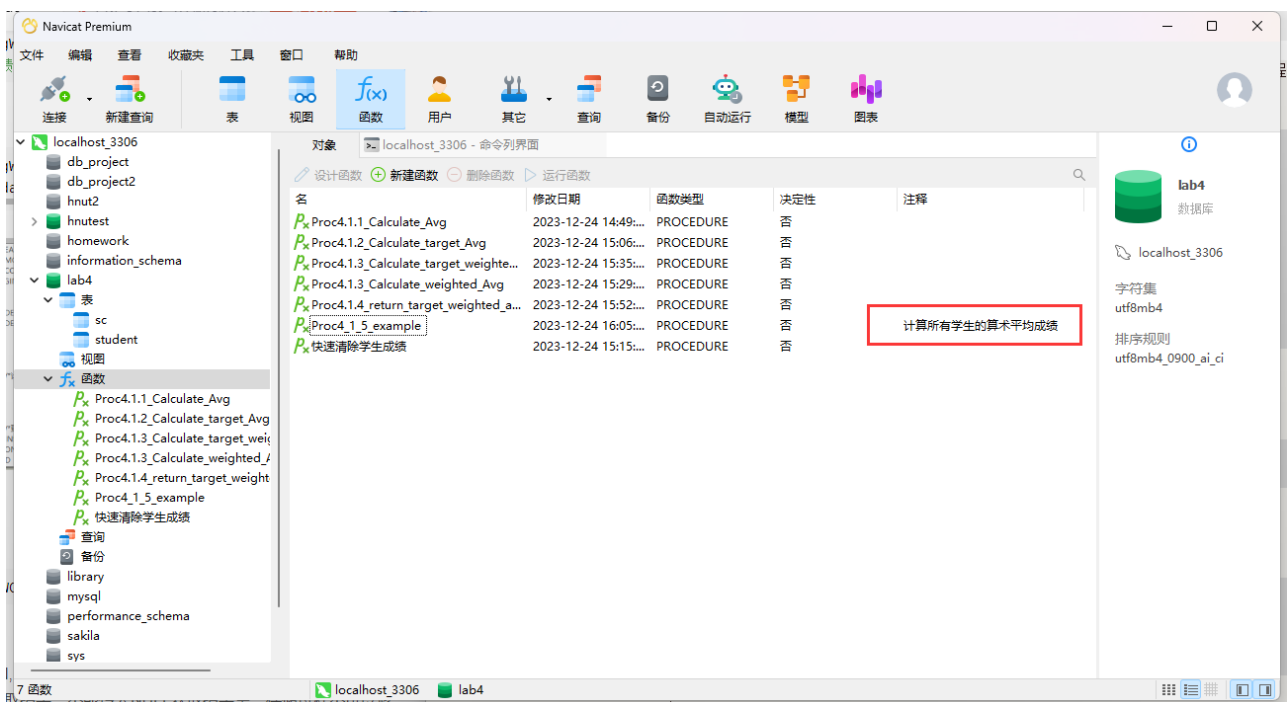 Navicat Premium
文件 编辑 查看 收藏夹 工具 窗口 帮助
连接 新建查询 表 视图 函数 用户 其它 查询 备份 自动运行 模型 图表
localhost_3306
db_project
db_project2
hnut2
hnutest
homework
information_schema
lab4
表
sc
student
视图
函数
Proc4.1.1_Calculate_Avg
Proc4.1.2_Calculate_target_Avg
Proc4.1.3_Calculate_target_weig
Proc4.1.3_Calculate_weighted_A
Proc4.1.4_return_target_weight
Proc4_1_5_example
快速清除学生成绩
查询
备份
library
mysql
performance_schema
sakila
sys
对象 localhost_3306 - 命令列界面
设计函数 新建函数 删除函数 运行函数
名 修改日期 函数类型 决定性 注释
Proc4.1.1_Calculate_Avg 2023-12-24 14:49:... PROCEDURE 否
Proc4.1.2_Calculate_target_Avg 2023-12-24 15:06:... PROCEDURE 否
Proc4.1.3_Calculate_target_weighte... 2023-12-24 15:35:... PROCEDURE 否
Proc4.1.3_Calculate_weighted_Avg 2023-12-24 15:29:... PROCEDURE 否
Proc4.1.4_return_target_weighted_a... 2023-12-24 15:52:... PROCEDURE 否
Proc4_1_5_example 2023-12-24 16:05:... PROCEDURE 否 计算所有学生的算术平均成绩
快速清除学生成绩 2023-12-24 15:15:... PROCEDURE 否
lab4
数据库
localhost_3306
字符集
utf8mb4
排序规则
utf8mb4_0900_ai_ci
7 函数 localhost_3306 lab4